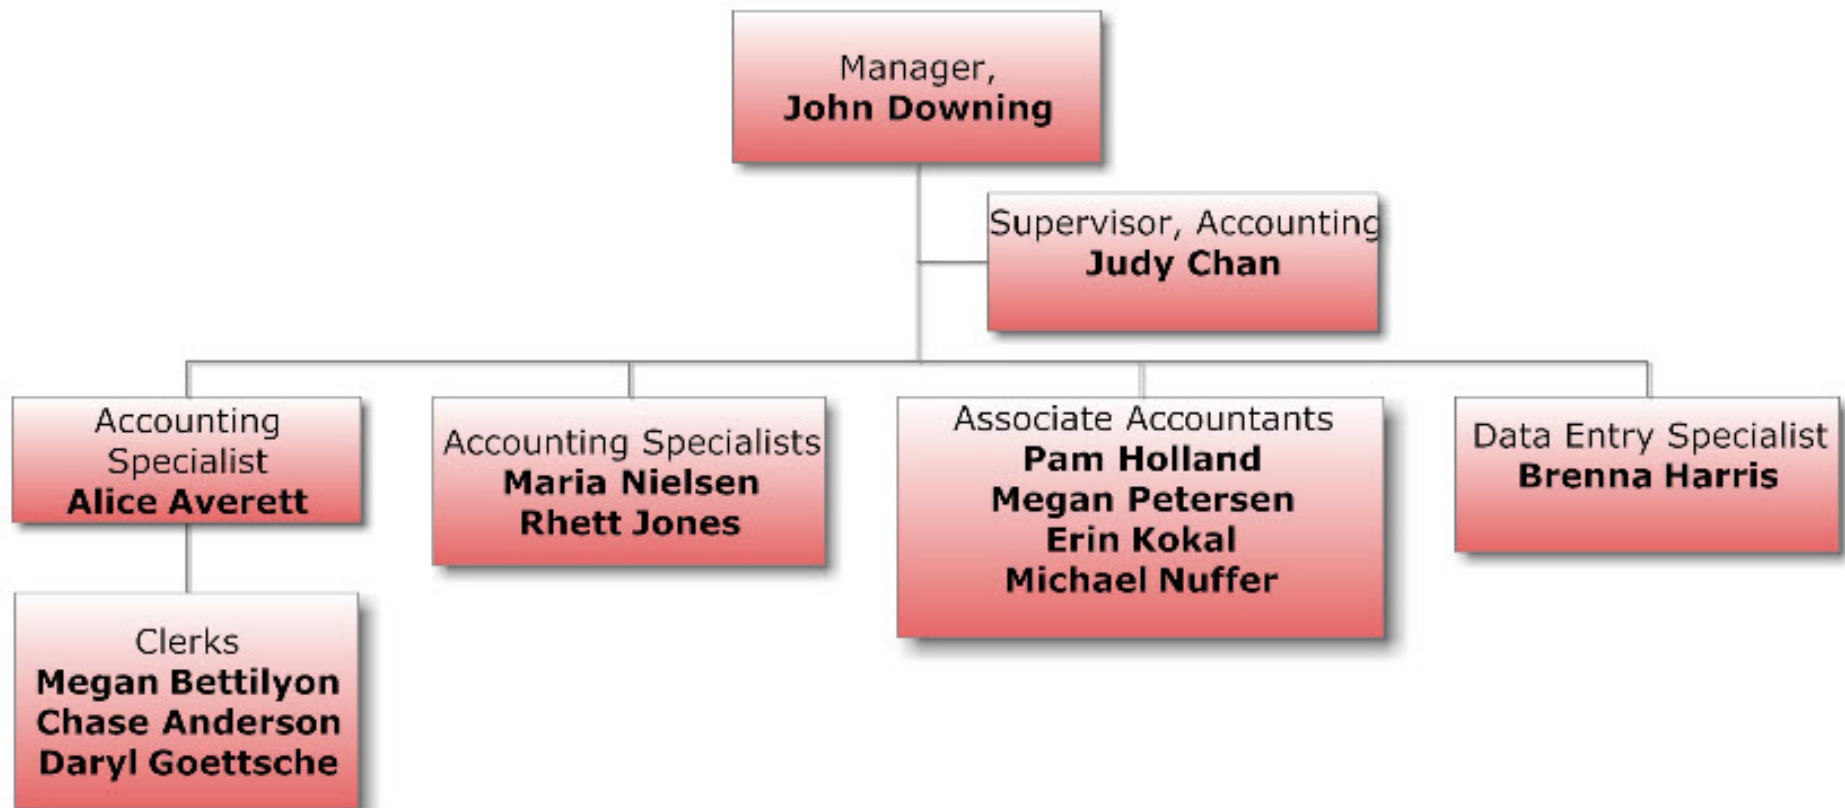 Manager,
John Downing
Supervisor, Accounting
Judy Chan
Accounting
Specialist
Alice Averett
Accounting Specialists
Maria Nielsen
Rhett Jones
Associate Accountants
Pam Holland
Megan Petersen
Erin Kokal
Michael Nuffer
Data Entry Specialist
Brenna Harris
Clerks
Megan Bettilyon
Chase Anderson
Daryl Goettsche